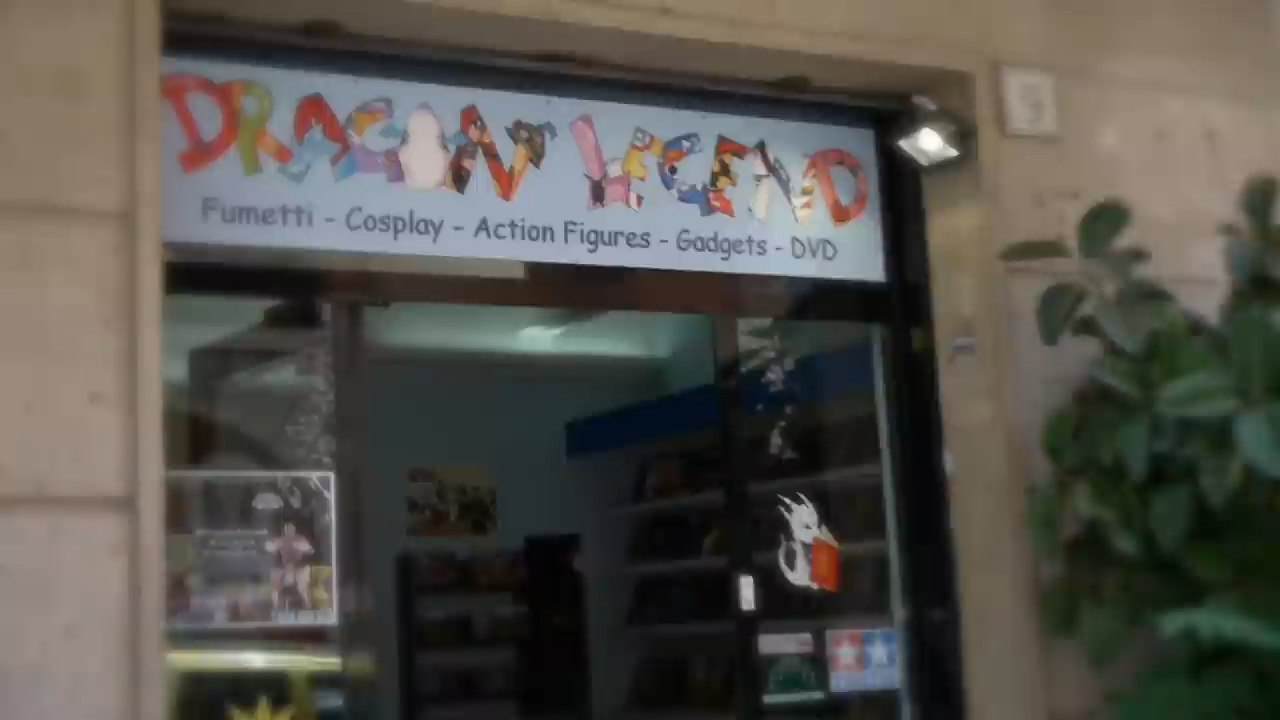 DRAGON LEGEND
Fumetti - Cosplay - Action Figures - Gadgets - DVD